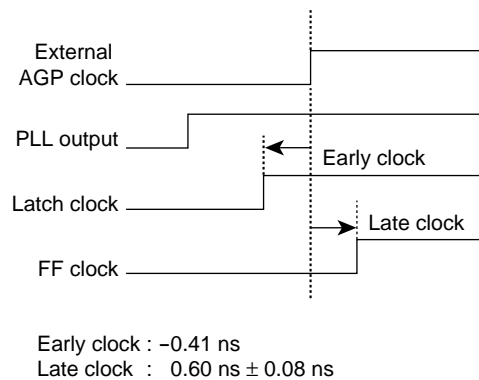 External
AGP clock
PLL output
Early clock
Latch clock
Late clock
FF clock
Early clock : −0.41 ns
Late clock : 0.60 ns ± 0.08 ns